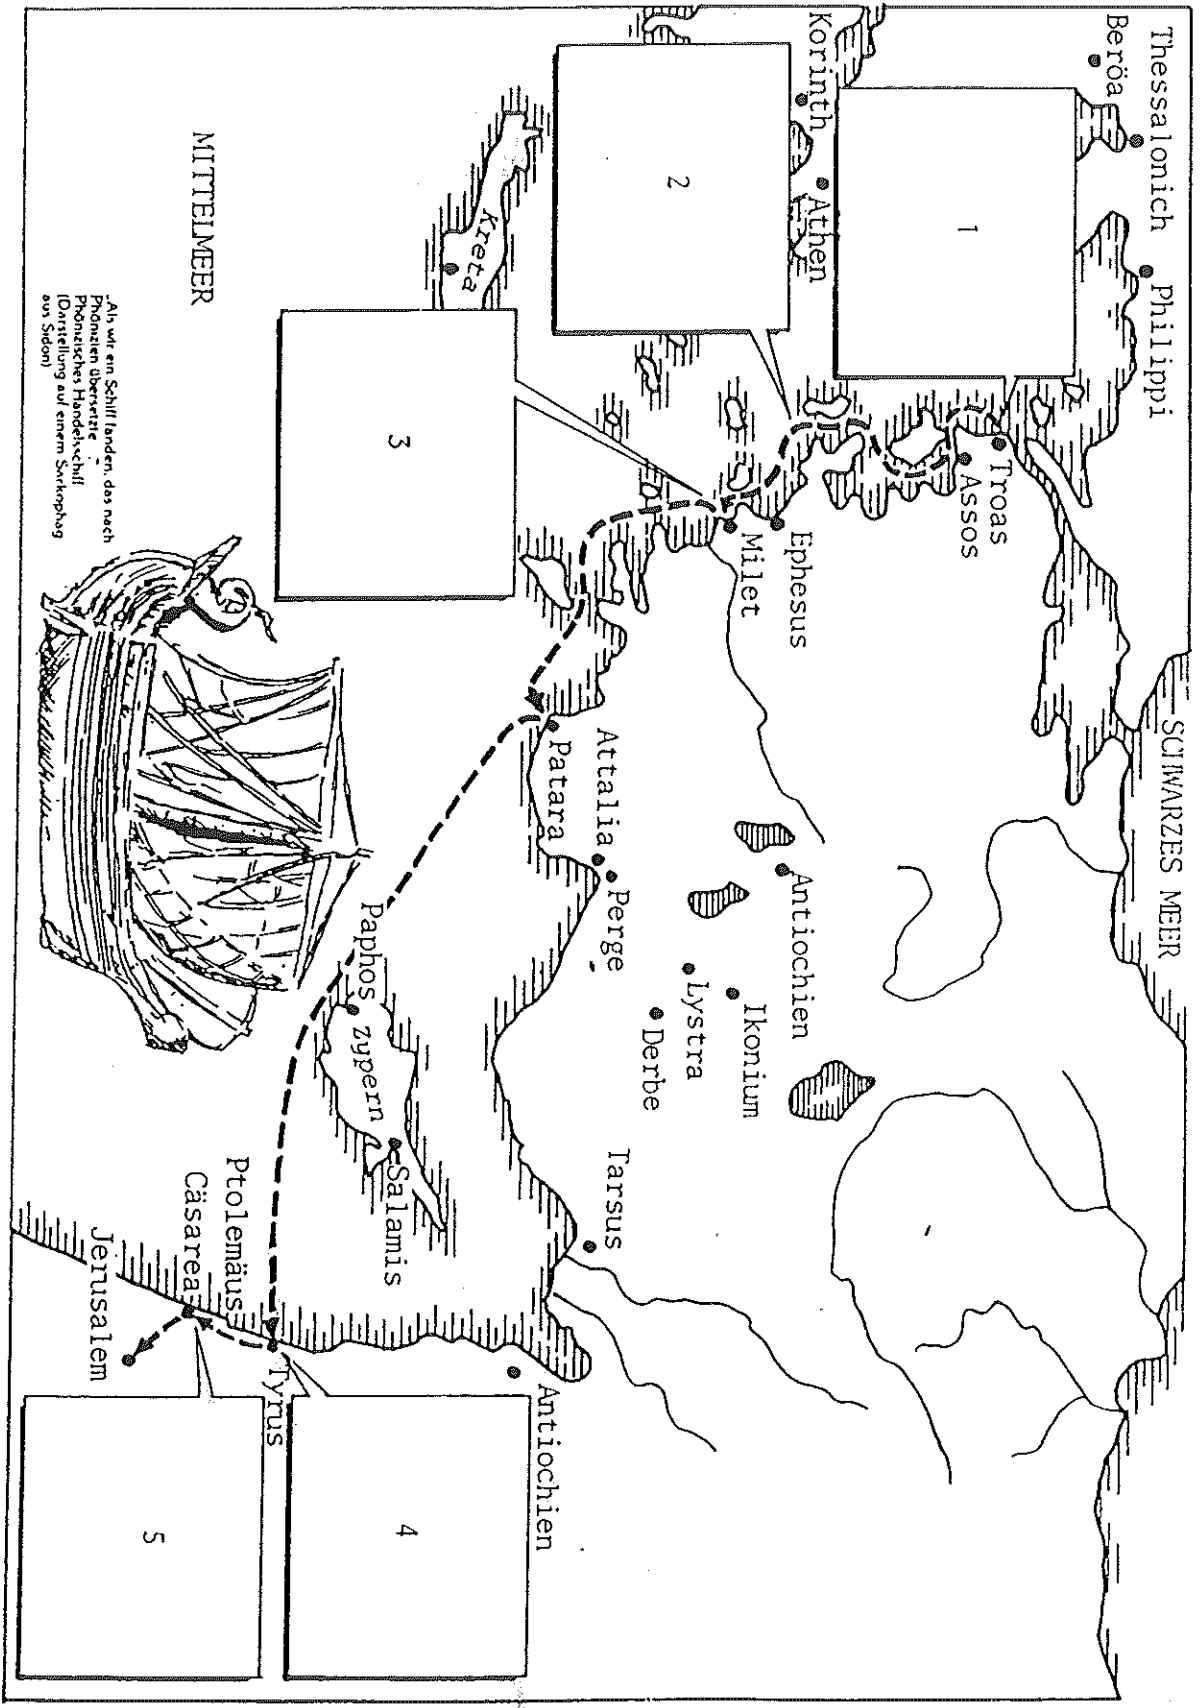 Thessalonich
Beröa
Philippi
SCHWARZES MEER
1
Korinth
Athen
Troas
Assos
2
Ephesus
Milet
Antiochien
Ikonium
Lystra
Derbe
Attalia
Perge
Patara
Tarsus
Kreta
3
Antiochien
Paphos
Zypern
Salamis
MITTELMEER
Tyrus
4
Ptolemäus
Cäsarea
Jerusalem
5
„Als wir ein Schiff fanden, das nach
Phönizien übersetzte ...“
Phönizisches Handelsschiff
(Darstellung auf einem Sarkophag
aus Sidon)